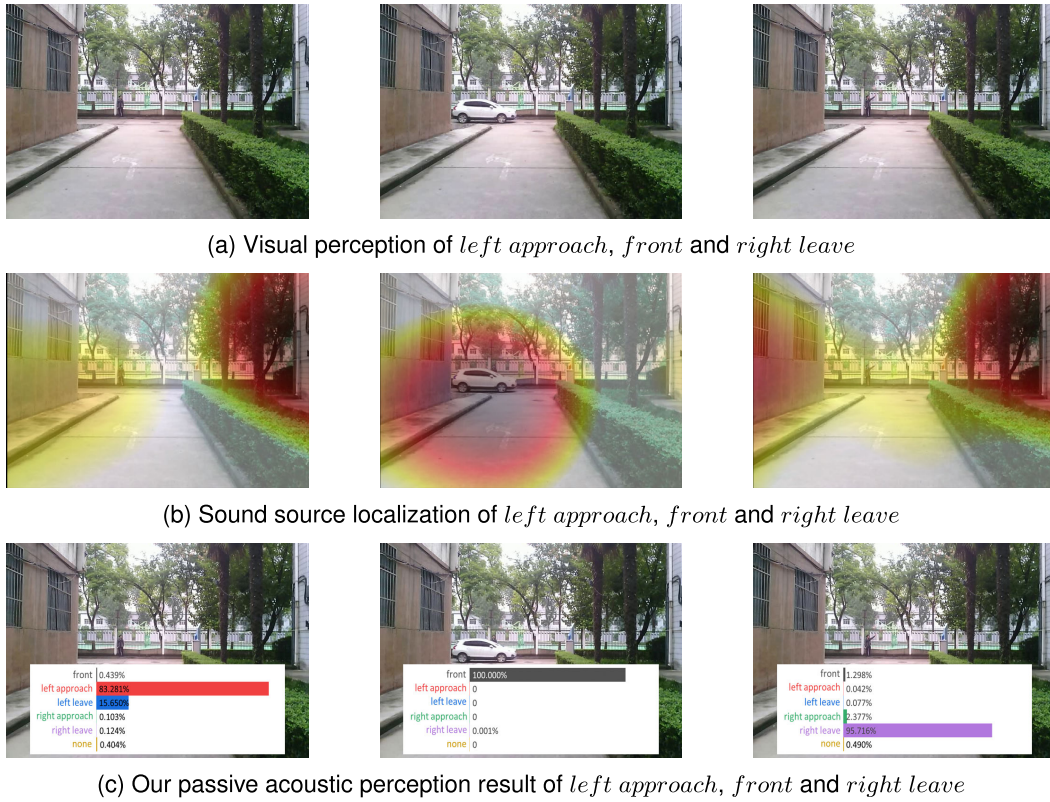 (a) Visual perception of left approach, front and right leave
(b) Sound source localization of left approach, front and right leave
front 0.439%
left approach 83.281%
left leave 15.650%
right approach 0.103%
right leave 0.124%
none 0.404%
front 100.000%
left approach 0
left leave 0
right approach 0
right leave 0.001%
none 0
front 1.298%
left approach 0.042%
left leave 0.077%
right approach 2.377%
right leave 95.716%
none 0.490%
(c) Our passive acoustic perception result of left approach, front and right leave